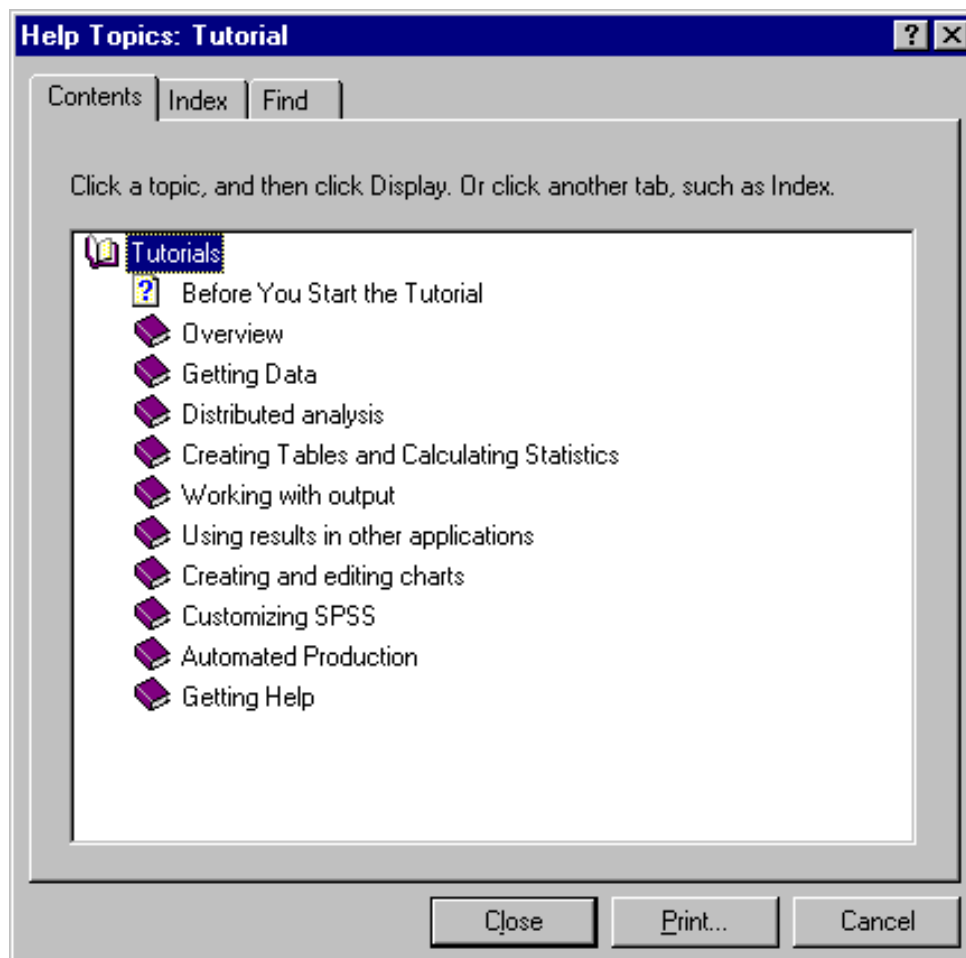 Help Topics: Tutorial
Contents Index Find
Click a topic, and then click Display. Or click another tab, such as Index.
Tutorials
Before You Start the Tutorial
Overview
Getting Data
Distributed analysis
Creating Tables and Calculating Statistics
Working with output
Using results in other applications
Creating and editing charts
Customizing SPSS
Automated Production
Getting Help
Close Print... Cancel